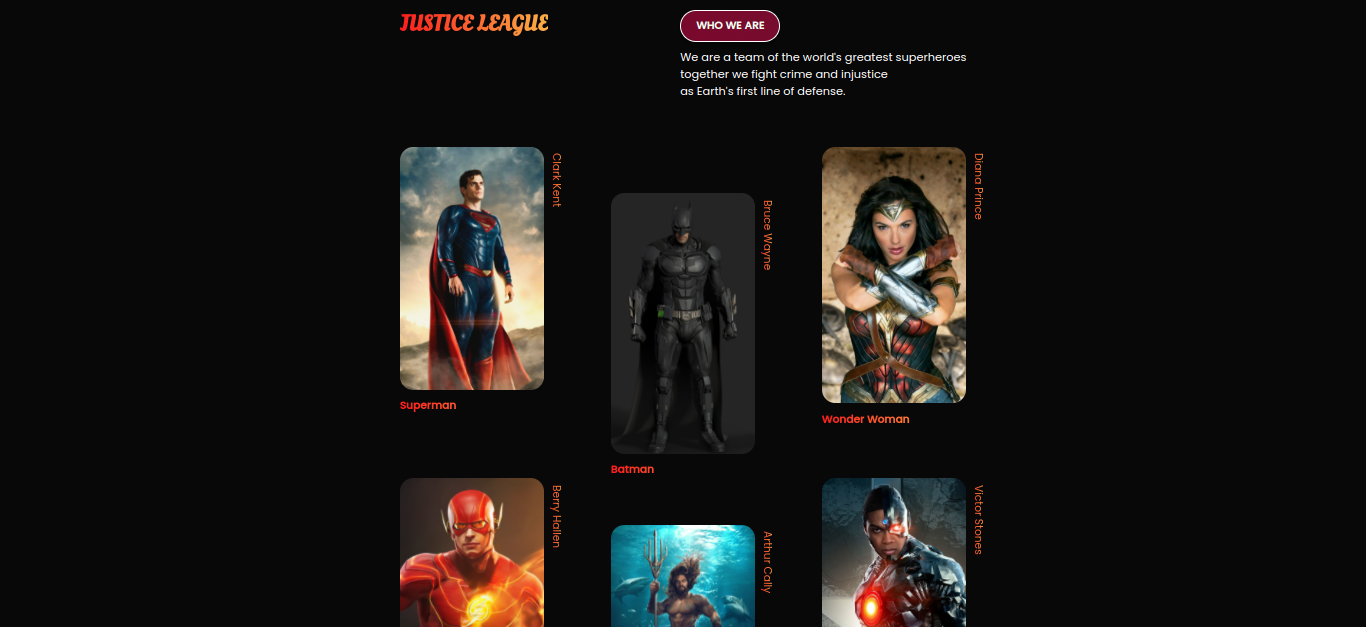 JUSTICE LEAGUE
WHO WE ARE
We are a team of the world's greatest superheroes
together we fight crime and injustice
as Earth's first line of defense.
Clark Kent
Superman
Bruce Wayne
Batman
Diana Prince
Wonder Woman
Berry Hallen
Arthur Cally
Victor Stones